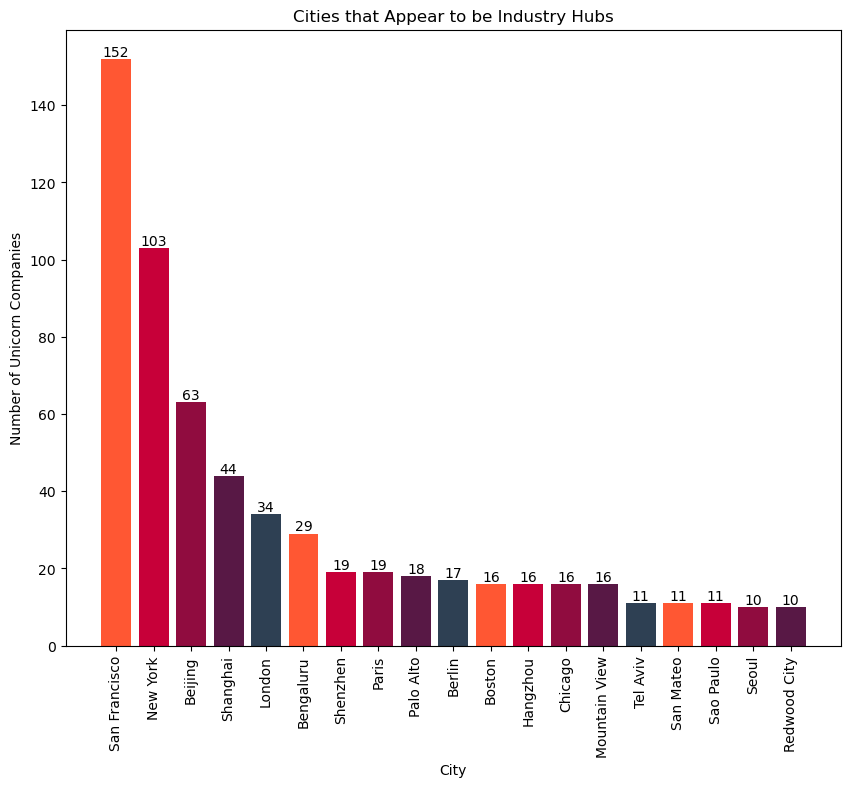 Cities that Appear to be Industry Hubs
152
103
63
44
34
29
19
19
18
17
16
16
16
16
11
11
11
10
10
140
120
100
80
60
40
20
0
Number of Unicorn Companies
San Francisco
New York
Beijing
Shanghai
London
Bengaluru
Shenzhen
Paris
Palo Alto
Berlin
Boston
Hangzhou
Chicago
Mountain View
Tel Aviv
San Mateo
Sao Paulo
Seoul
Redwood City
City